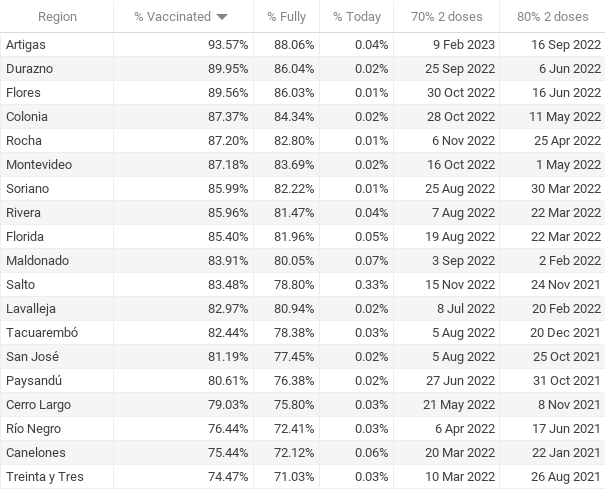 Region % Vaccinated % Fully % Today 70% 2 doses 80% 2 doses
Artigas 93.57% 88.06% 0.04% 9 Feb 2023 16 Sep 2022
Durazno 89.95% 86.04% 0.02% 25 Sep 2022 6 Jun 2022
Flores 89.56% 86.03% 0.01% 30 Oct 2022 16 Jun 2022
Colonia 87.37% 84.34% 0.02% 28 Oct 2022 11 May 2022
Rocha 87.20% 82.80% 0.01% 6 Nov 2022 25 Apr 2022
Montevideo 87.18% 83.69% 0.02% 16 Oct 2022 1 May 2022
Soriano 85.99% 82.22% 0.01% 25 Aug 2022 30 Mar 2022
Rivera 85.96% 81.47% 0.04% 7 Aug 2022 22 Mar 2022
Florida 85.40% 81.96% 0.05% 19 Aug 2022 22 Mar 2022
Maldonado 83.91% 80.05% 0.07% 3 Sep 2022 2 Feb 2022
Salto 83.48% 78.80% 0.33% 15 Nov 2022 24 Nov 2021
Lavalleja 82.97% 80.94% 0.02% 8 Jul 2022 20 Feb 2022
Tacuarembó 82.44% 78.38% 0.03% 5 Aug 2022 20 Dec 2021
San José 81.19% 77.45% 0.02% 5 Aug 2022 25 Oct 2021
Paysandú 80.61% 76.38% 0.02% 27 Jun 2022 31 Oct 2021
Cerro Largo 79.03% 75.80% 0.03% 21 May 2022 8 Nov 2021
Río Negro 76.44% 72.41% 0.03% 6 Apr 2022 17 Jun 2021
Canelones 75.44% 72.12% 0.06% 20 Mar 2022 22 Jan 2021
Treinta y Tres 74.47% 71.03% 0.03% 10 Mar 2022 26 Aug 2021